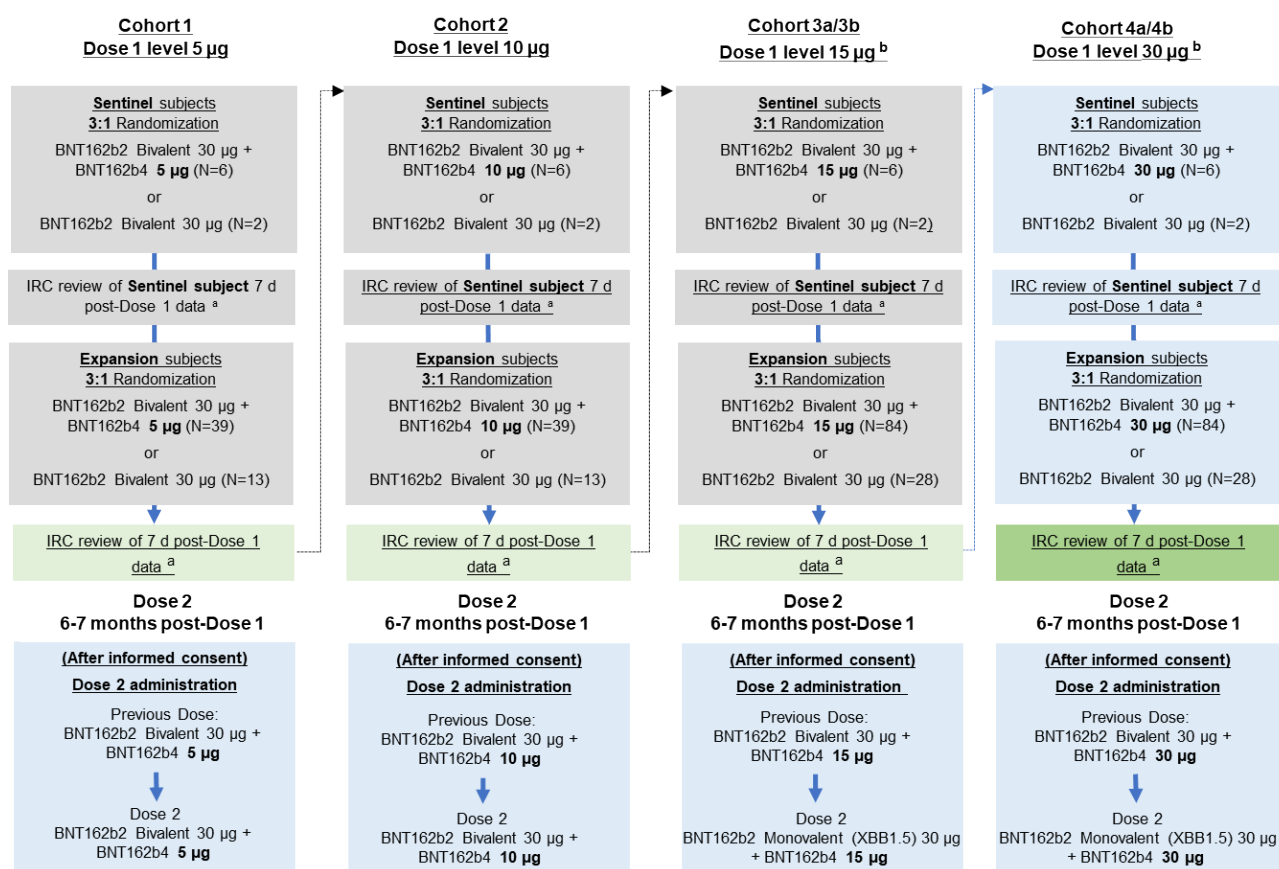 Cohort 1
Dose 1 level 5 µg
Sentinel subjects
3:1 Randomization
BNT162b2 Bivalent 30 µg +
BNT162b4 5 µg (N=6)
or
BNT162b2 Bivalent 30 µg (N=2)
IRC review of Sentinel subject 7 d
post-Dose 1 data a
Expansion subjects
3:1 Randomization
BNT162b2 Bivalent 30 µg +
BNT162b4 5 µg (N=39)
or
BNT162b2 Bivalent 30 µg (N=13)
IRC review of 7 d post-Dose 1
data a
Dose 2
6-7 months post-Dose 1
(After informed consent)
Dose 2 administration
Previous Dose:
BNT162b2 Bivalent 30 µg +
BNT162b4 5 µg
Dose 2
BNT162b2 Bivalent 30 µg +
BNT162b4 5 µg
Cohort 2
Dose 1 level 10 µg
Sentinel subjects
3:1 Randomization
BNT162b2 Bivalent 30 µg +
BNT162b4 10 µg (N=6)
or
BNT162b2 Bivalent 30 µg (N=2)
IRC review of Sentinel subject 7 d
post-Dose 1 data a
Expansion subjects
3:1 Randomization
BNT162b2 Bivalent 30 µg +
BNT162b4 10 µg (N=39)
or
BNT162b2 Bivalent 30 µg (N=13)
IRC review of 7 d post-Dose 1
data a
Dose 2
6-7 months post-Dose 1
(After informed consent)
Dose 2 administration
Previous Dose:
BNT162b2 Bivalent 30 µg +
BNT162b4 10 µg
Dose 2
BNT162b2 Bivalent 30 µg +
BNT162b4 10 µg
Cohort 3a/3b
Dose 1 level 15 µg b
Sentinel subjects
3:1 Randomization
BNT162b2 Bivalent 30 µg +
BNT162b4 15 µg (N=6)
or
BNT162b2 Bivalent 30 µg (N=2)
IRC review of Sentinel subject 7 d
post-Dose 1 data a
Expansion subjects
3:1 Randomization
BNT162b2 Bivalent 30 µg +
BNT162b4 15 µg (N=84)
or
BNT162b2 Bivalent 30 µg (N=28)
IRC review of 7 d post-Dose 1
data a
Dose 2
6-7 months post-Dose 1
(After informed consent)
Dose 2 administration
Previous Dose:
BNT162b2 Bivalent 30 µg +
BNT162b4 15 µg
Dose 2
BNT162b2 Monovalent (XBB1.5) 30 µg
+ BNT162b4 15 µg
Cohort 4a/4b
Dose 1 level 30 µg b
Sentinel subjects
3:1 Randomization
BNT162b2 Bivalent 30 µg +
BNT162b4 30 µg (N=6)
or
BNT162b2 Bivalent 30 µg (N=2)
IRC review of Sentinel subject 7 d
post-Dose 1 data a
Expansion subjects
3:1 Randomization
BNT162b2 Bivalent 30 µg +
BNT162b4 30 µg (N=84)
or
BNT162b2 Bivalent 30 µg (N=28)
IRC review of 7 d post-Dose 1
data a
Dose 2
6-7 months post-Dose 1
(After informed consent)
Dose 2 administration
Previous Dose:
BNT162b2 Bivalent 30 µg +
BNT162b4 30 µg
Dose 2
BNT162b2 Monovalent (XBB1.5) 30 µg
+ BNT162b4 30 µg